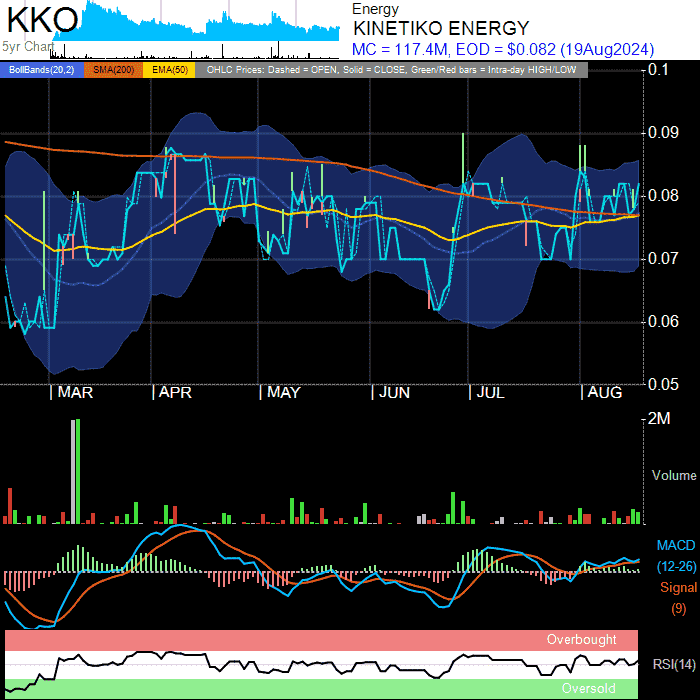 KKO
5yr Chart
Energy
KINETIKO ENERGY
MC = 117.4M, EOD = $0.082 (19Aug2024)
BollBands(20,2) SMA(200) EMA(50) OHLC Prices: Dashed = OPEN, Solid = CLOSE, Green/Red bars = Intra-day HIGH/LOW
0.1
0.09
0.08
0.07
0.06
0.05
MAR APR MAY JUN JUL AUG
2M
Volume
MACD
(12-26)
Signal
(9)
Overbought
RSI(14)
Oversold